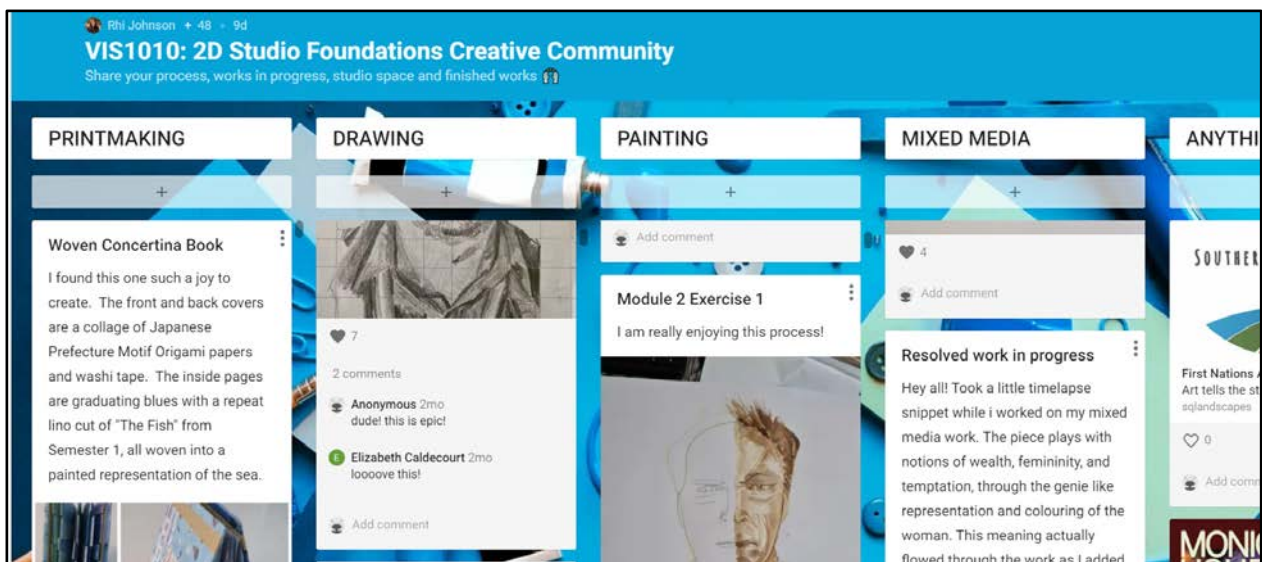 Rhi Johnson + 48 • 9d
VIS1010: 2D Studio Foundations Creative Community
Share your process, works in progress, studio space and finished works
PRINTMAKING
+
Woven Concertina Book
I found this one such a joy to
create. The front and back covers
are a collage of Japanese
Prefecture Motif Origami papers
and washi tape. The inside pages
are graduating blues with a repeat
lino cut of "The Fish" from
Semester 1, all woven into a
painted representation of the sea.
DRAWING
+
7
2 comments
Anonymous 2mo
dude! this is epic!
E Elizabeth Caldecourt 2mo
loooove this!
Add comment
PAINTING
+
Add comment
Module 2 Exercise 1
I am really enjoying this process!
MIXED MEDIA
+
4
Add comment
Resolved work in progress
Hey all! Took a little timelapse
snippet while i worked on my mixed
media work. The piece plays with
notions of wealth, femininity, and
temptation, through the genie like
representation and colouring of the
woman. This meaning actually
flowed through the work as I added
ANYTHI
+
SOUTHER
First Nations A
Art tells the st
sqlandscapes
0
Add comm